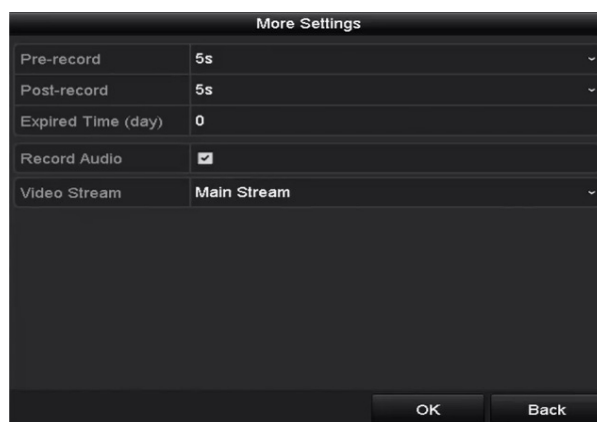 More Settings
Pre-record 5s
Post-record 5s
Expired Time (day) 0
Record Audio
Video Stream Main Stream
OK Back